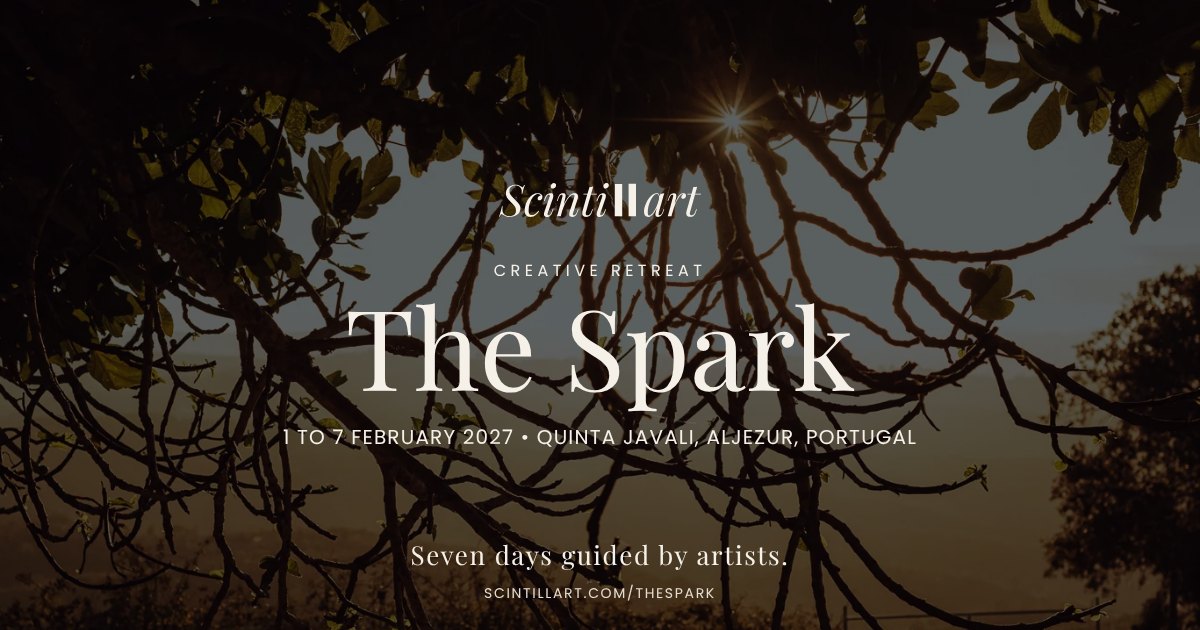 Scintillart
CREATIVE RETREAT
The Spark
1 TO 7 FEBRUARY 2027 • QUINTA JAVALI, ALJEZUR, PORTUGAL
Seven days guided by artists.
SCINTILLART.COM/THESPARK